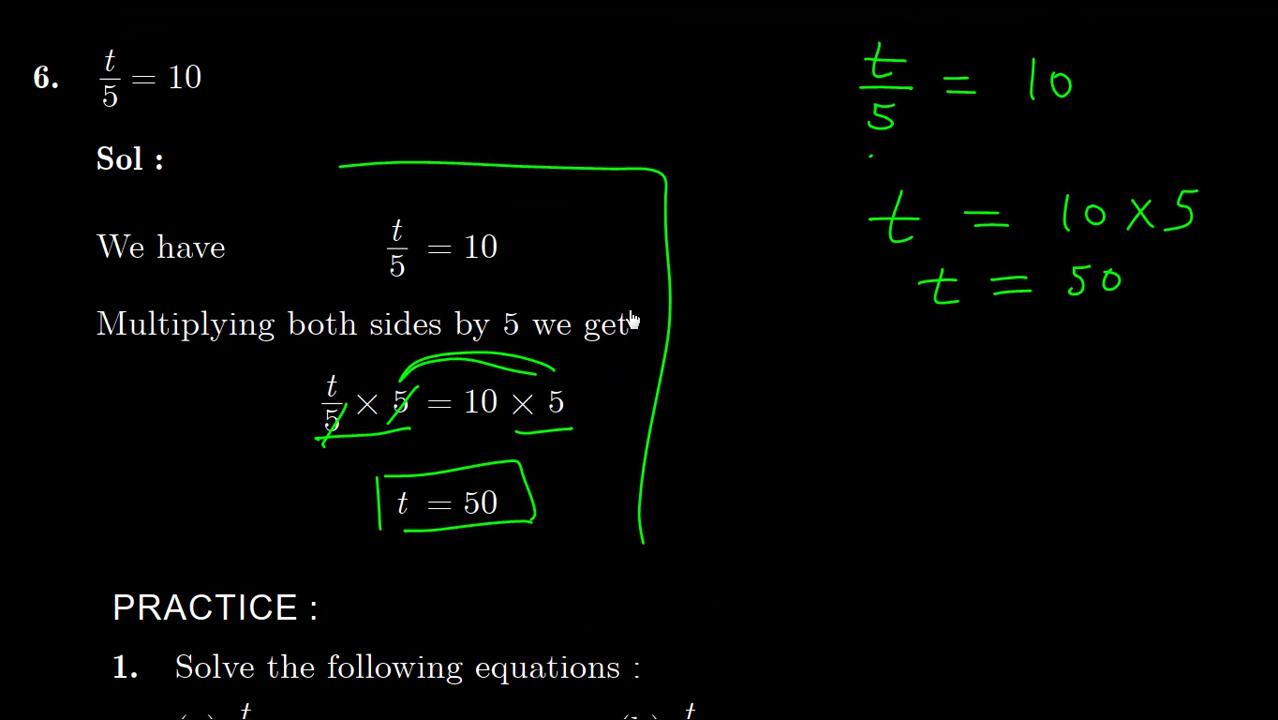 6. t/5 = 10
Sol :
We have t/5 = 10
Multiplying both sides by 5 we get
t/5 × 5 = 10 × 5
t = 50
PRACTICE :
1. Solve the following equations :
(a) t (b) t
t/5 = 10
t = 10 × 5
t = 50